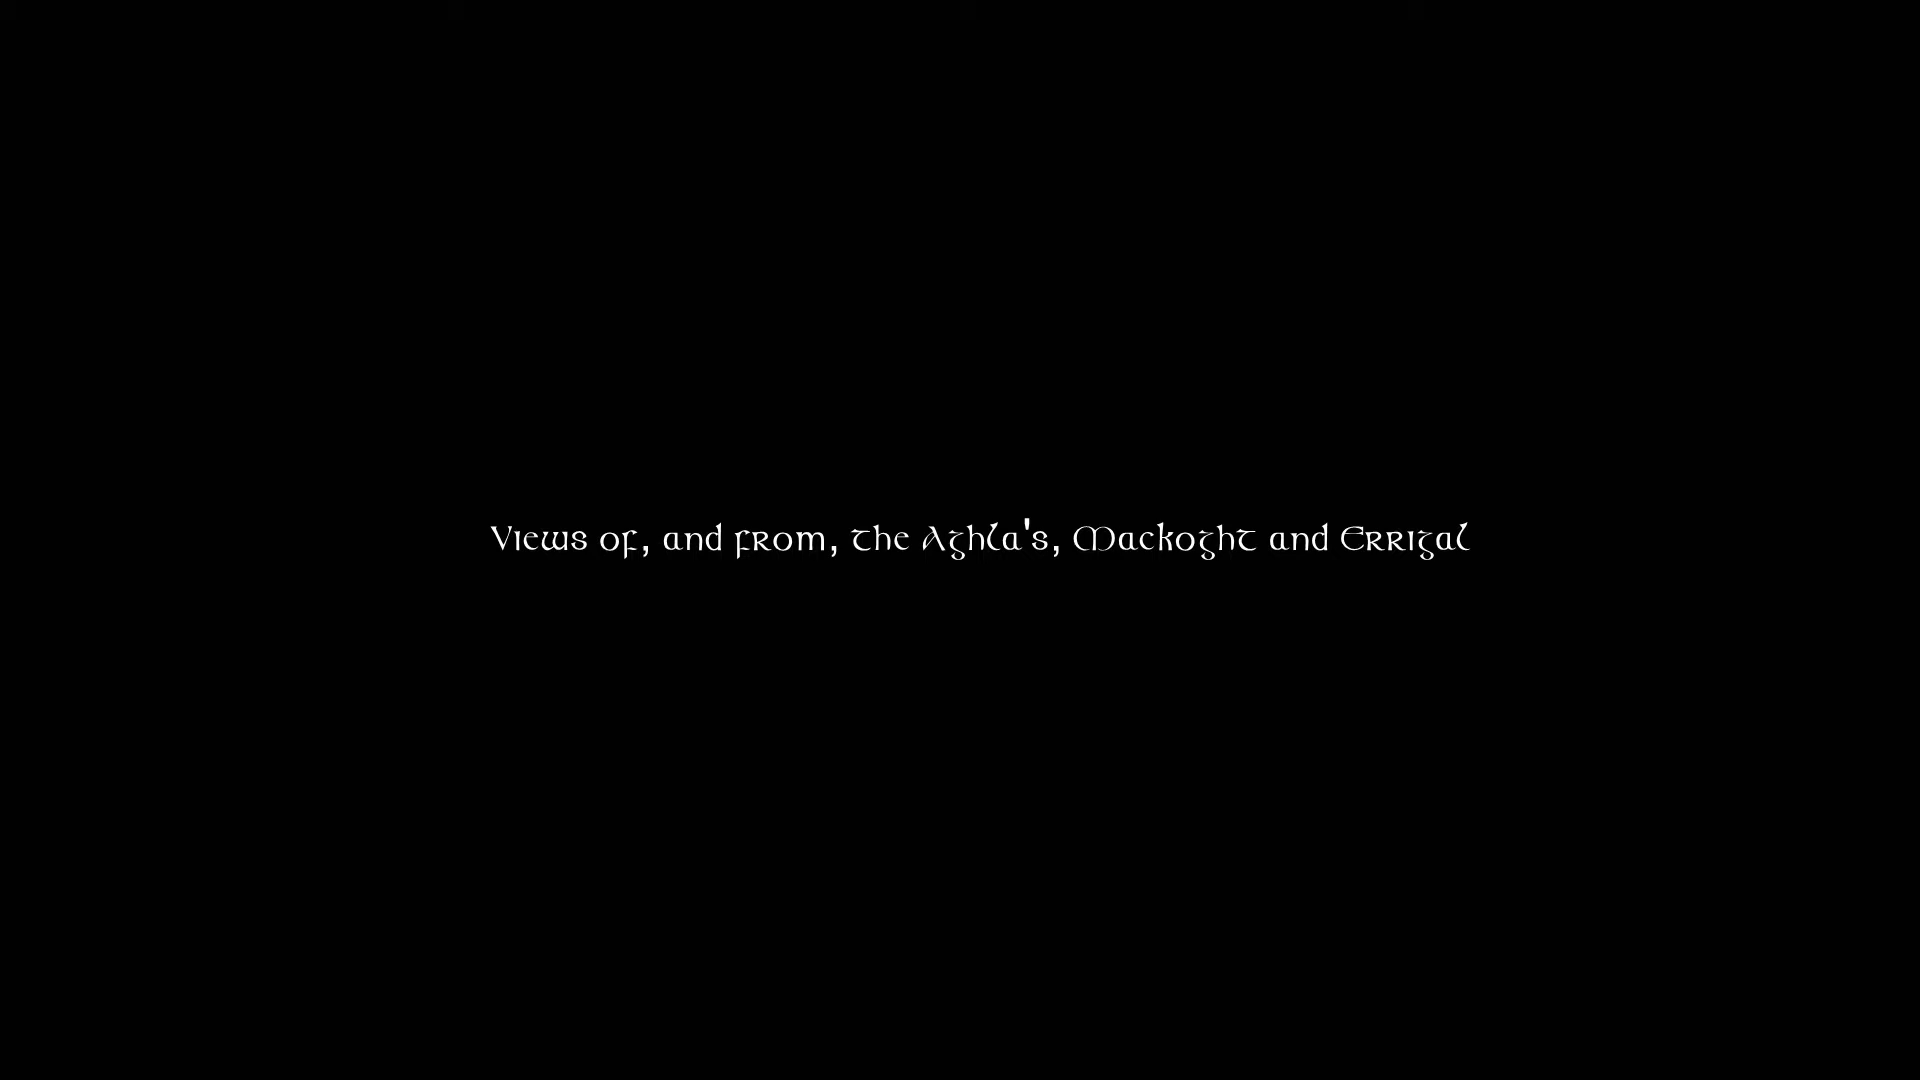 Views of, and from, the Aghla's, Mackoght and Errigal